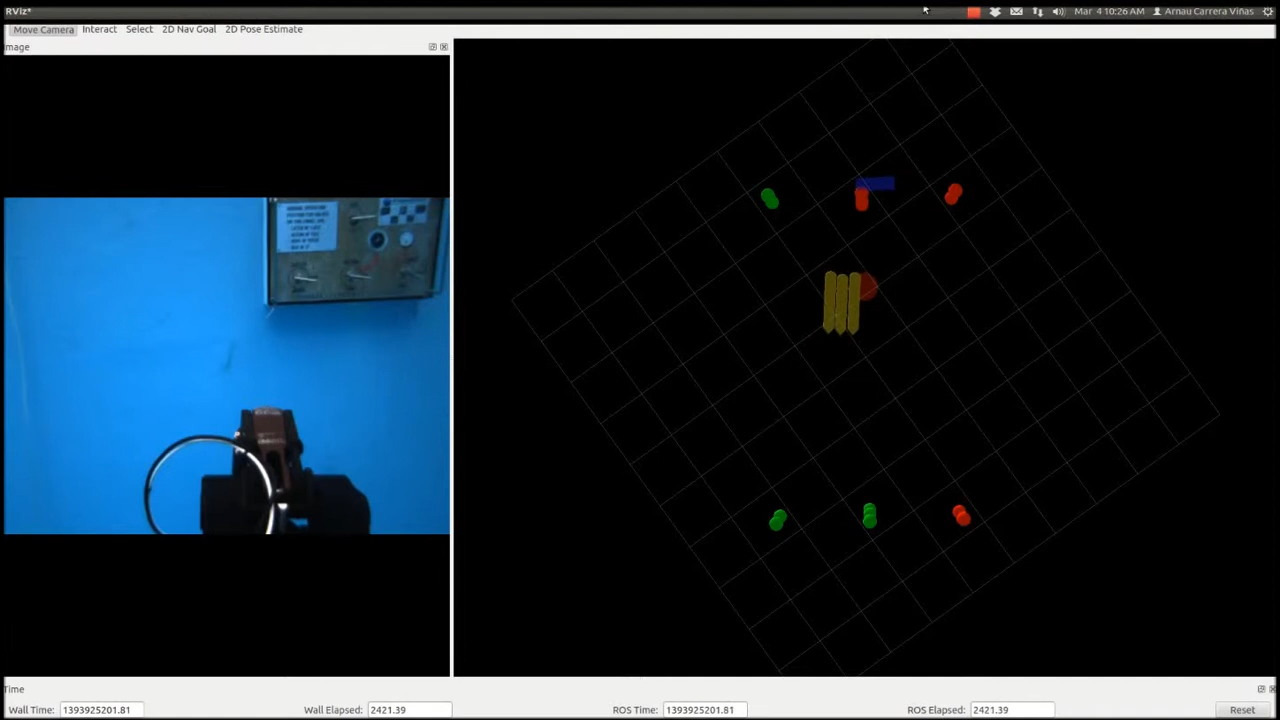 RViz*
Mar 4 10:26 AM
Arnau Carrera Viñas
Move Camera
Interact
Select
2D Nav Goal
2D Pose Estimate
mage
Time
Wall Time: 1393925201.81
Wall Elapsed: 2421.39
ROS Time: 1393925201.81
ROS Elapsed: 2421.39
Reset